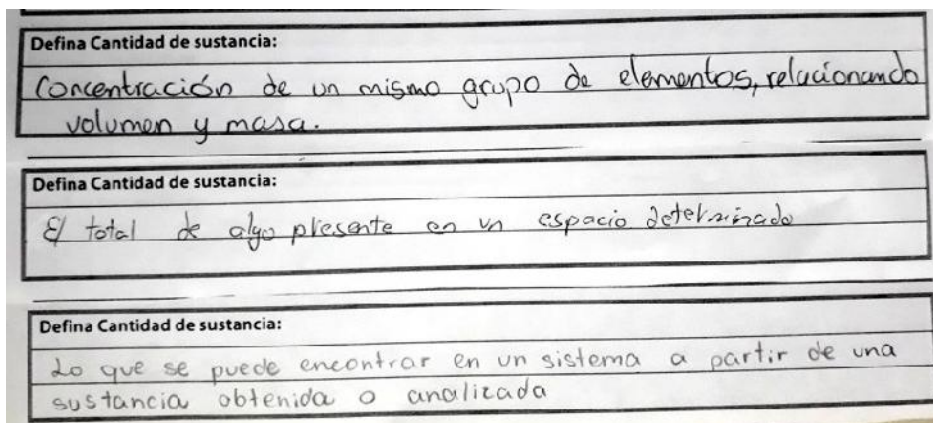 Defina Cantidad de sustancia:
Concentración de un mismo grupo de elementos, relacionando
volumen y masa.
Defina Cantidad de sustancia:
El total de algo presente en un espacio determinado
Defina Cantidad de sustancia:
Lo que se puede encontrar en un sistema a partir de una
sustancia obtenida o analizada